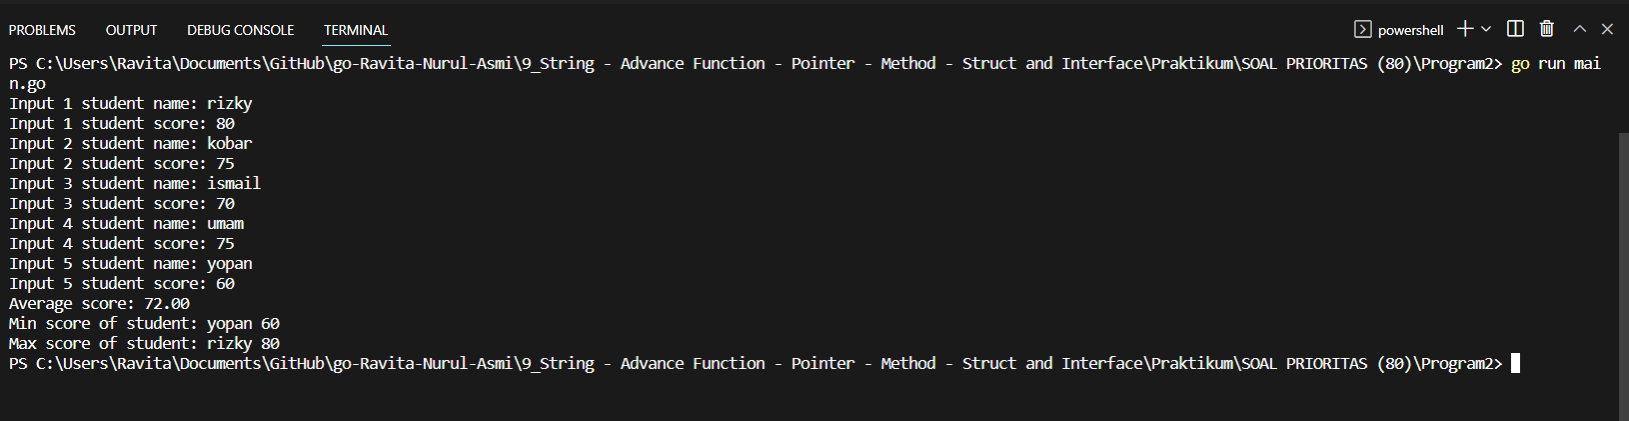 PROBLEMS OUTPUT DEBUG CONSOLE TERMINAL powershell
PS C:\Users\Ravita\Documents\GitHub\go-Ravita-Nurul-Asmi\9_String - Advance Function - Pointer - Method - Struct and Interface\Praktikum\SOAL PRIORITAS (80)\Program2> go run mai
n.go
Input 1 student name: rizky
Input 1 student score: 80
Input 2 student name: kobar
Input 2 student score: 75
Input 3 student name: ismail
Input 3 student score: 70
Input 4 student name: umam
Input 4 student score: 75
Input 5 student name: yopan
Input 5 student score: 60
Average score: 72.00
Min score of student: yopan 60
Max score of student: rizky 80
PS C:\Users\Ravita\Documents\GitHub\go-Ravita-Nurul-Asmi\9_String - Advance Function - Pointer - Method - Struct and Interface\Praktikum\SOAL PRIORITAS (80)\Program2>